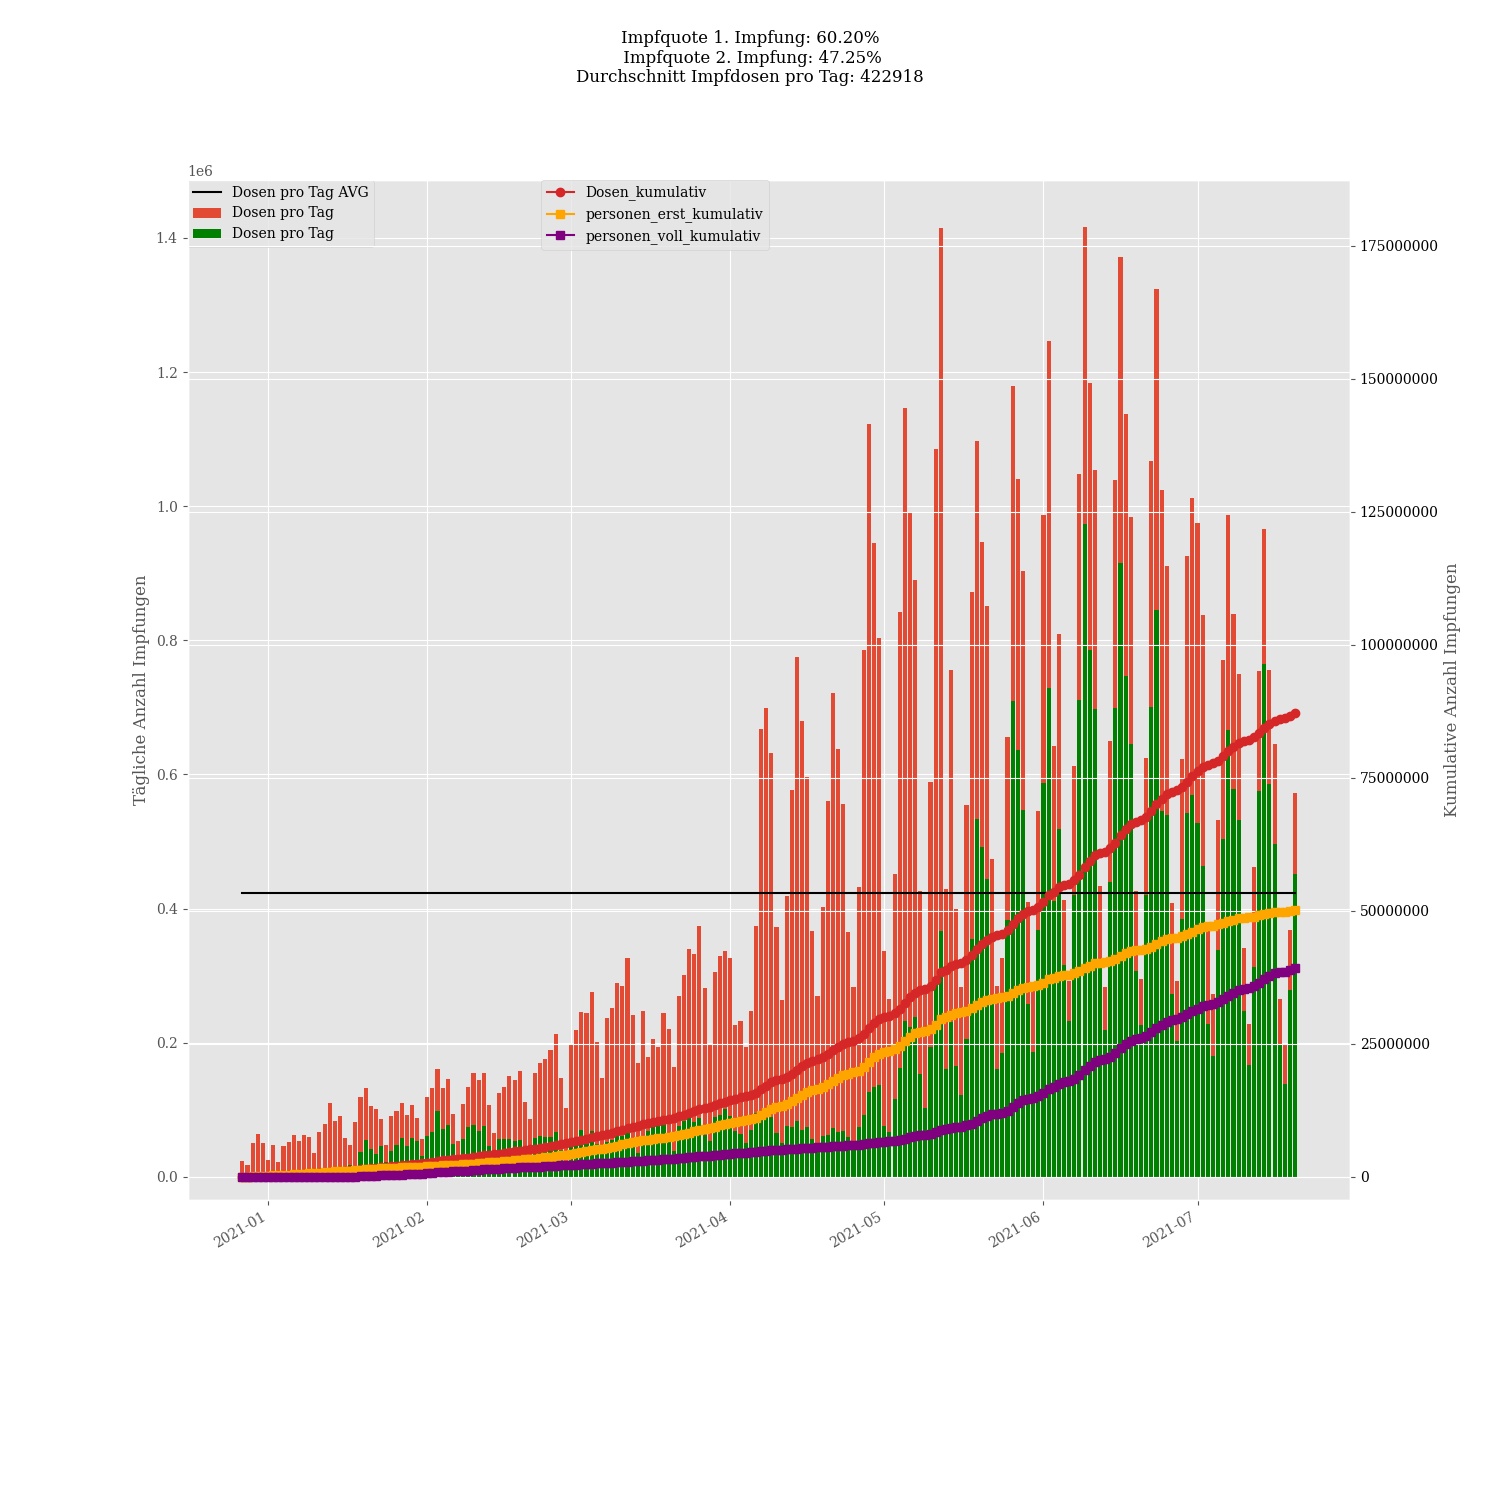 Impfquote 1. Impfung: 60.20%
Impfquote 2. Impfung: 47.25%
Durchschnitt Impfdosen pro Tag: 422918
1e6
Dosen pro Tag AVG
Dosen pro Tag
Dosen pro Tag
Dosen_kumulativ
personen_erst_kumulativ
personen_voll_kumulativ
1.4
1.2
1.0
0.8
0.6
0.4
0.2
0.0
Tägliche Anzahl Impfungen
175000000
150000000
125000000
100000000
75000000
50000000
25000000
0
Kumulative Anzahl Impfungen
2021-01
2021-02
2021-03
2021-04
2021-05
2021-06
2021-07